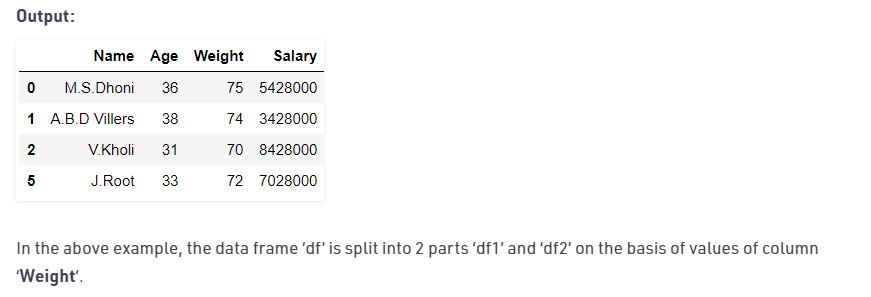 Output:
Name Age Weight Salary
0 M.S.Dhoni 36 75 5428000
1 A.B.D Villers 38 74 3428000
2 V.Kholi 31 70 8428000
5 J.Root 33 72 7028000
In the above example, the data frame 'df' is split into 2 parts 'df1' and 'df2' on the basis of values of column
'Weight'.